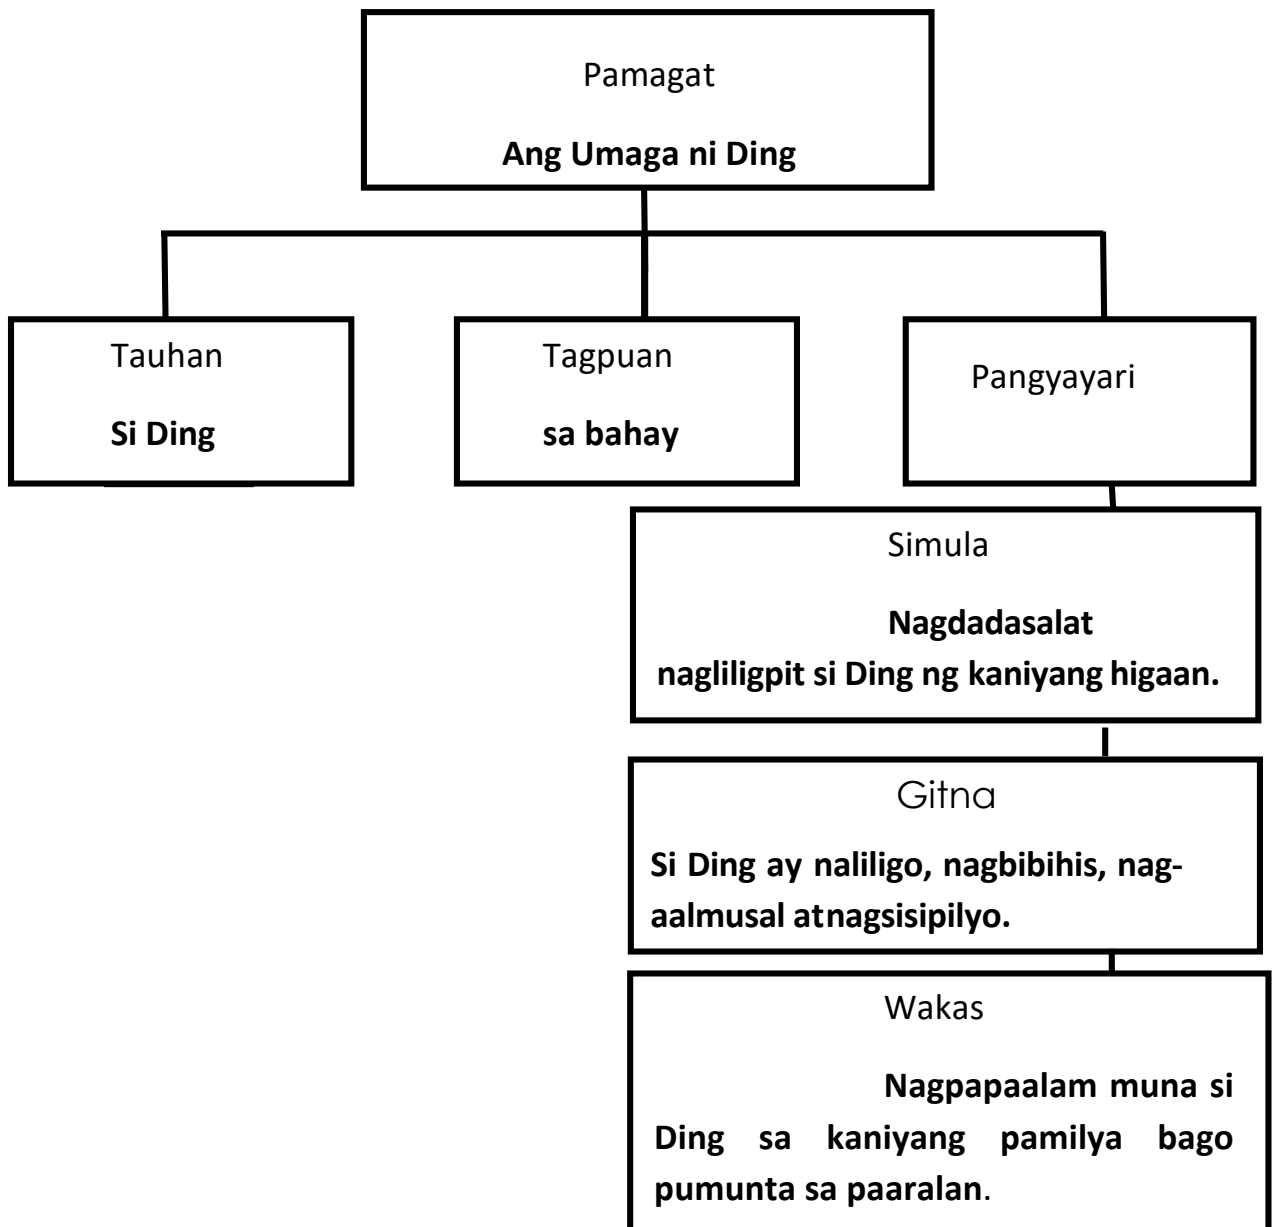 Pamagat
Ang Umaga ni Ding
Tauhan
Si Ding
Tagpuan
sa bahay
Pangyayari
Simula
Nagdadasalat
nagliligpit si Ding ng kaniyang higaan.
Gitna
Si Ding ay naliligo, nagbibihis, nag-
aalmusal atnagsisipilyo.
Wakas
Nagpapaalam muna si
Ding sa kaniyang pamilya bago
pumunta sa paaralan.